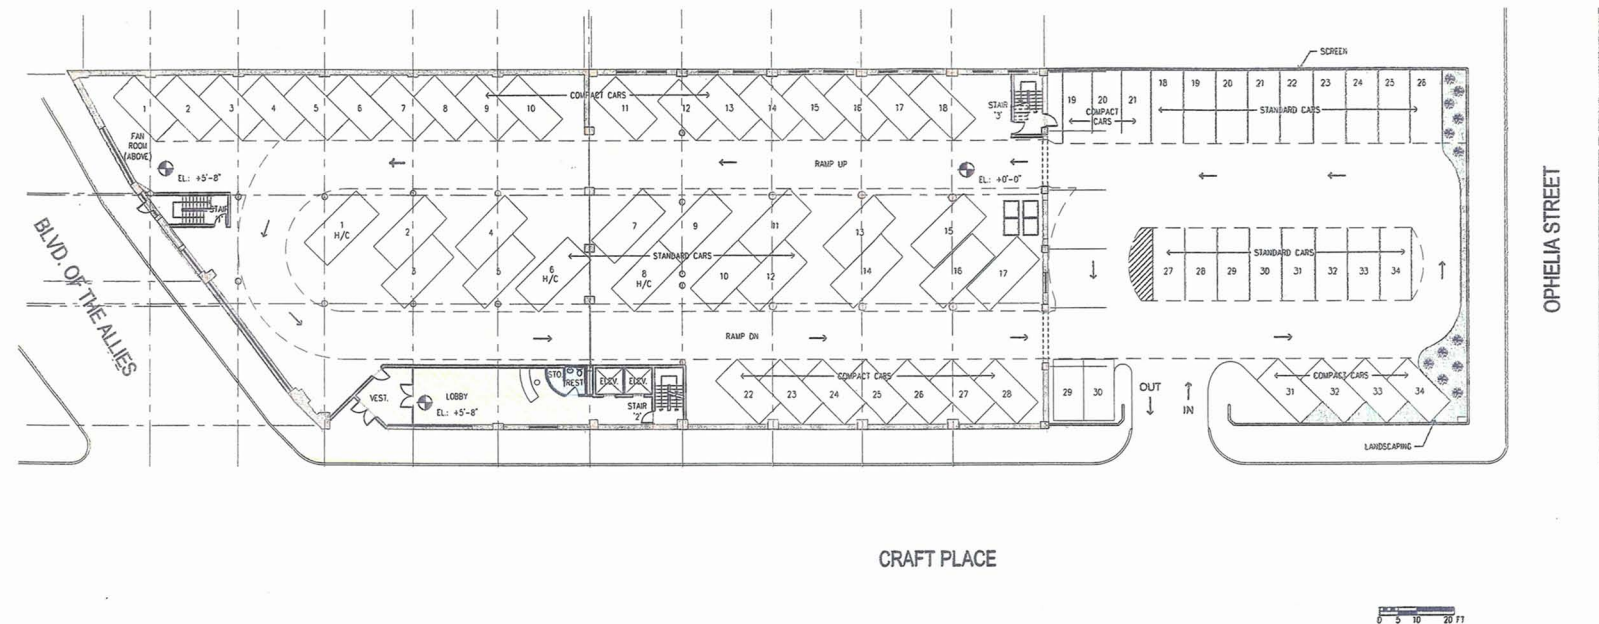 SCREEN
18 19 20 21 22 23 24 25 26
COMPACT CARS
STANDARD CARS
1 2 3 4 5 6 7 8 9 10 11 12 13 14 15 16 17 18
STAIR
'3'
19 20 21
COMPACT
CARS
FAN
ROOM
(ABOVE)
EL.: +5'-8"
RAMP UP
EL.: +0'-0"
STAIR
'1'
1
H/C
2 4 7 9 11 13 15
STANDARD CARS
3 5
6
H/C
8
H/C
10 12 14 16 17
STANDARD CARS
27 28 29 30 31 32 33 34
BLVD. OF THE ALLIES
OPHELIA STREET
RAMP DN
VEST.
LOBBY
EL.: +5'-8"
STO
REST
ELEV.
ELEV.
STAIR
'2'
COMPACT CARS
22 23 24 25 26 27 28
29 30
OUT
IN
COMPACT CARS
31 32 33 34
LANDSCAPING
CRAFT PLACE
0 5 10 20 FT